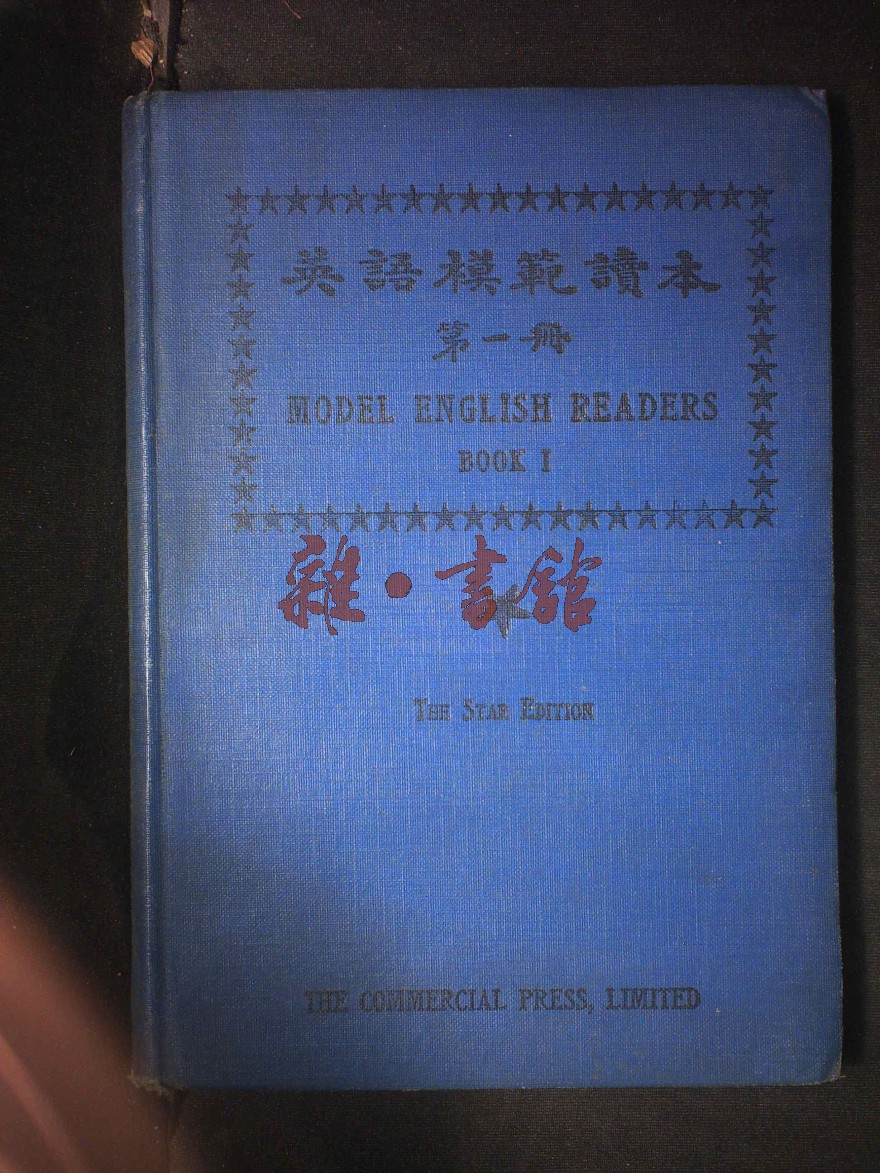 英語模範讀本
第一冊
MODEL ENGLISH READERS
BOOK I
雜·書館
THE STAR EDITION
THE COMMERCIAL PRESS, LIMITED